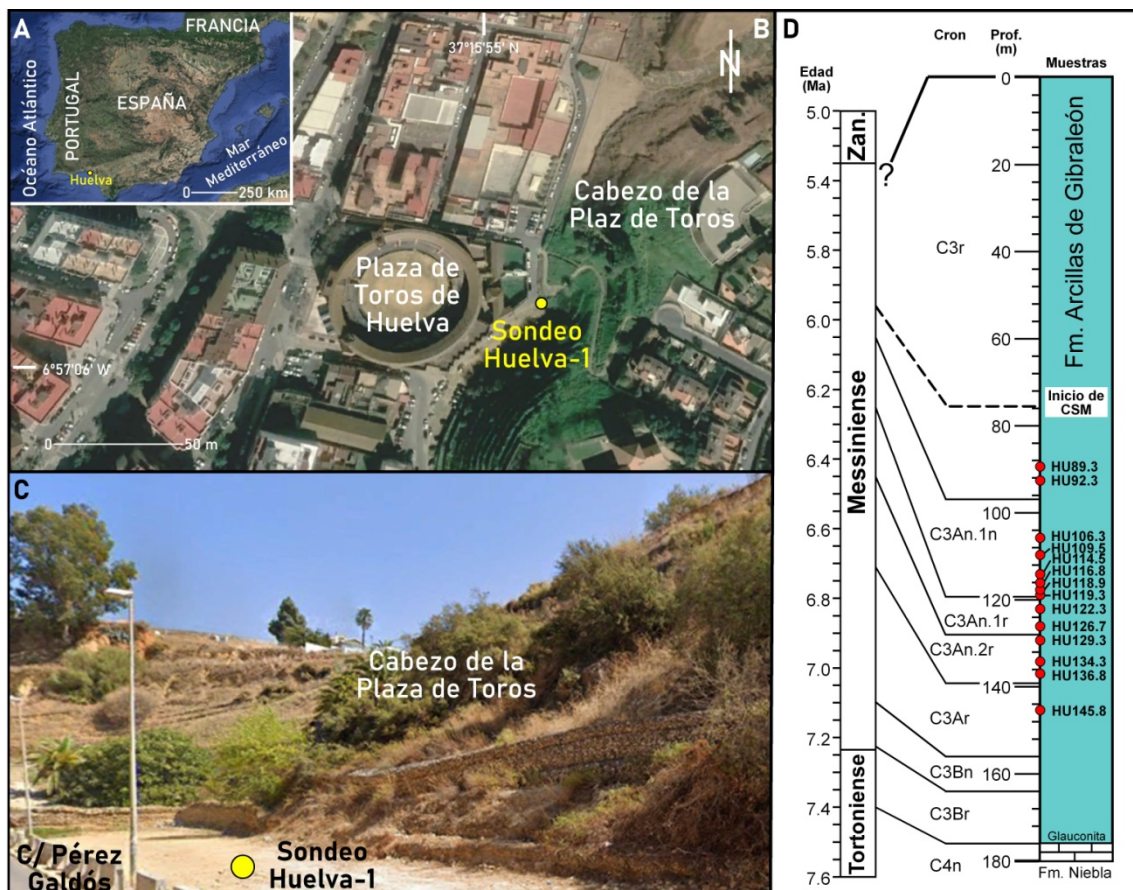 A
FRANCIA
Océano Atlántico
PORTUGAL
ESPAÑA
Mar
Mediterráneo
Huelva
0 250 km
B
37°15'55' N
N
Cabezo de la
Plaz de Toros
Plaza de
Toros de
Huelva
Sondeo
Huelva-1
6°57'06' W
0 50 m
C
Cabezo de la
Plaza de Toros
C/ Pérez
Galdós
Sondeo
Huelva-1
D
Edad
(Ma)
Cron
Prof.
(m)
Muestras
5.0
5.4
5.8
6.0
6.2
6.4
6.6
6.8
7.0
7.2
7.4
7.6
Zan.
Messiniense
Tortoniense
?
C3r
C3An.1n
C3An.1r
C3An.2r
C3Ar
C3Bn
C3Br
C4n
0
20
40
60
80
100
120
140
160
180
Fm. Arcillas de Gibraleón
Inicio de
CSM
HU89.3
HU92.3
HU106.3
HU109.5
HU114.5
HU116.8
HU118.9
HU119.3
HU122.3
HU126.7
HU129.3
HU134.3
HU136.8
HU145.8
Glauconita
Fm. Niebla